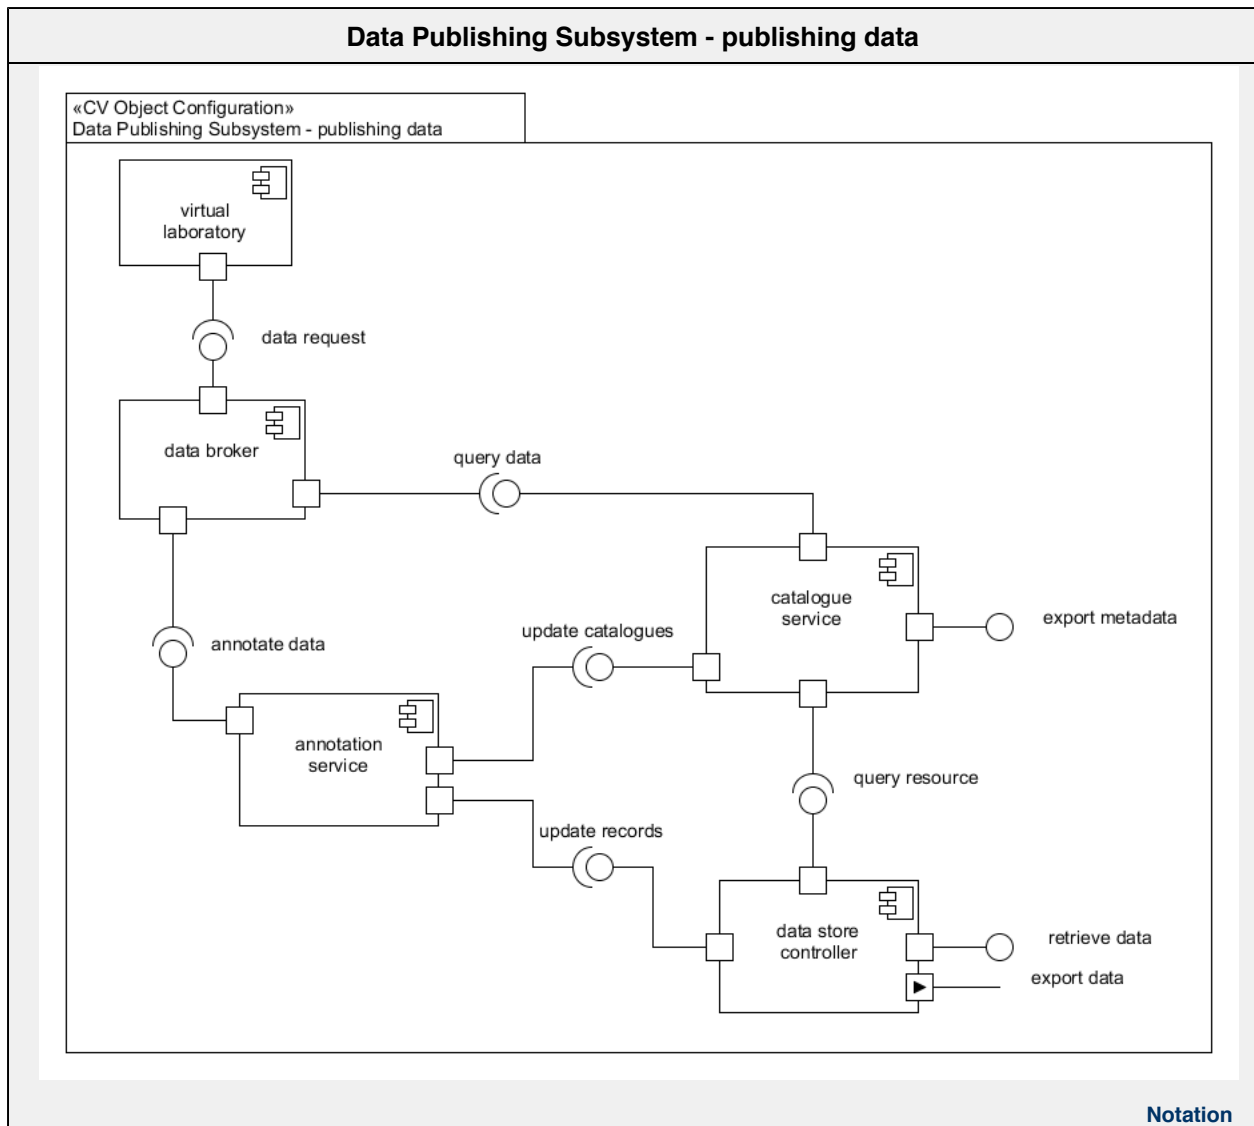 Data Publishing Subsystem - publishing data
«CV Object Configuration»
Data Publishing Subsystem - publishing data
virtual
laboratory
data request
data broker
query data
catalogue
service
export metadata
update catalogues
annotate data
annotation
service
query resource
update records
data store
controller
retrieve data
export data
Notation